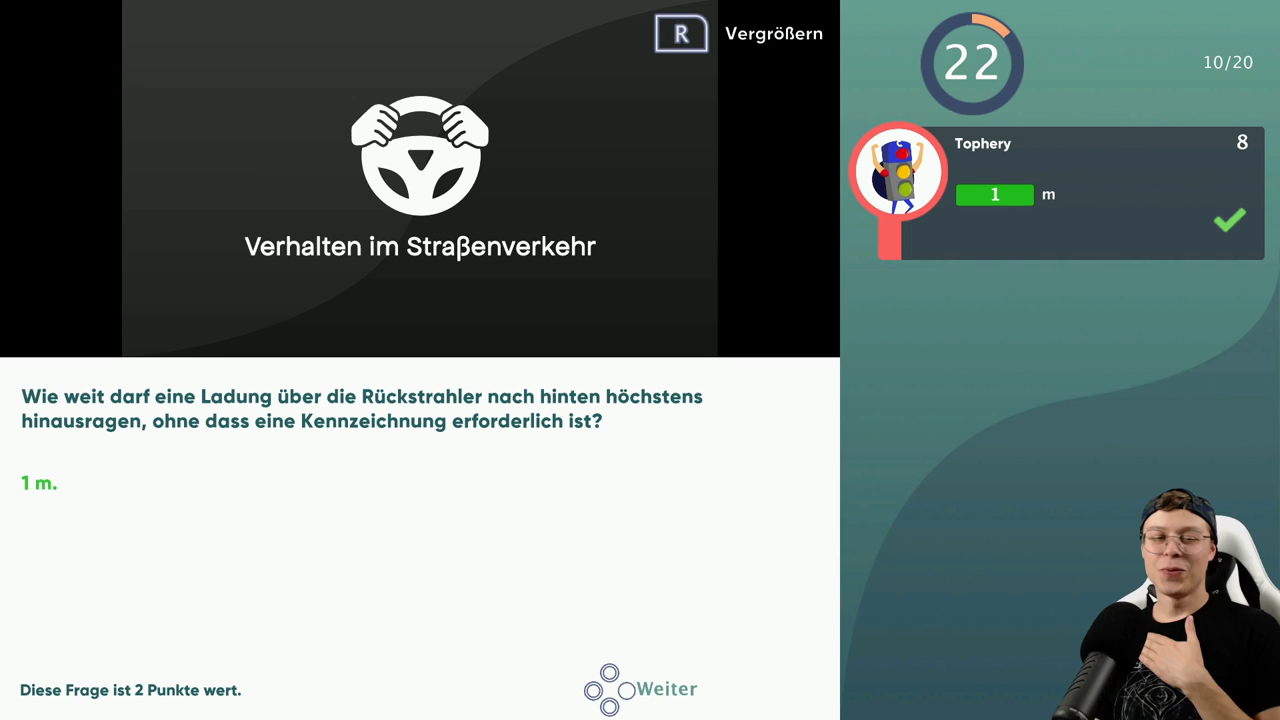 R Vergrößern
22
10/20
Tophery 8
1 m
Verhalten im Straßenverkehr
Wie weit darf eine Ladung über die Rückstrahler nach hinten höchstens
hinausragen, ohne dass eine Kennzeichnung erforderlich ist?
1 m.
Diese Frage ist 2 Punkte wert.
Weiter